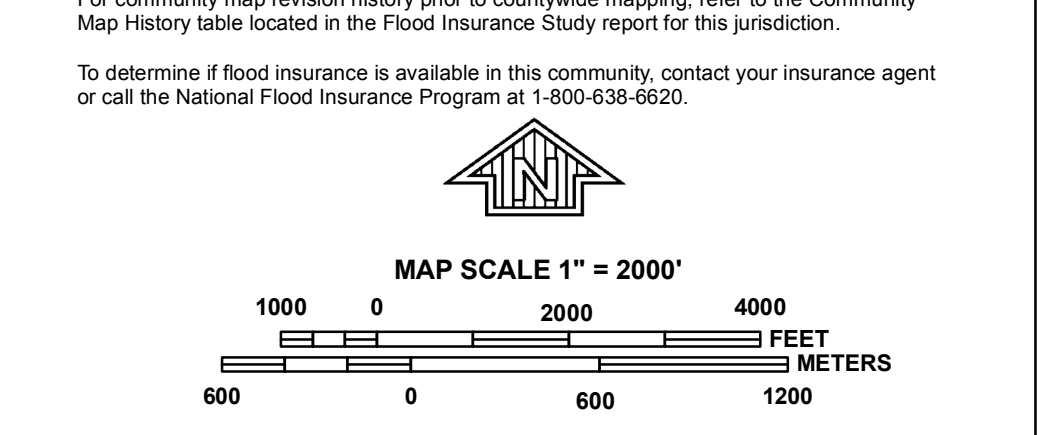 For community map revision history prior to countywide mapping, refer to the Community
Map History table located in the Flood Insurance Study report for this jurisdiction.
To determine if flood insurance is available in this community, contact your insurance agent
or call the National Flood Insurance Program at 1-800-638-6620.
N
MAP SCALE 1" = 2000'
1000 0 2000 4000
FEET
METERS
600 0 600 1200